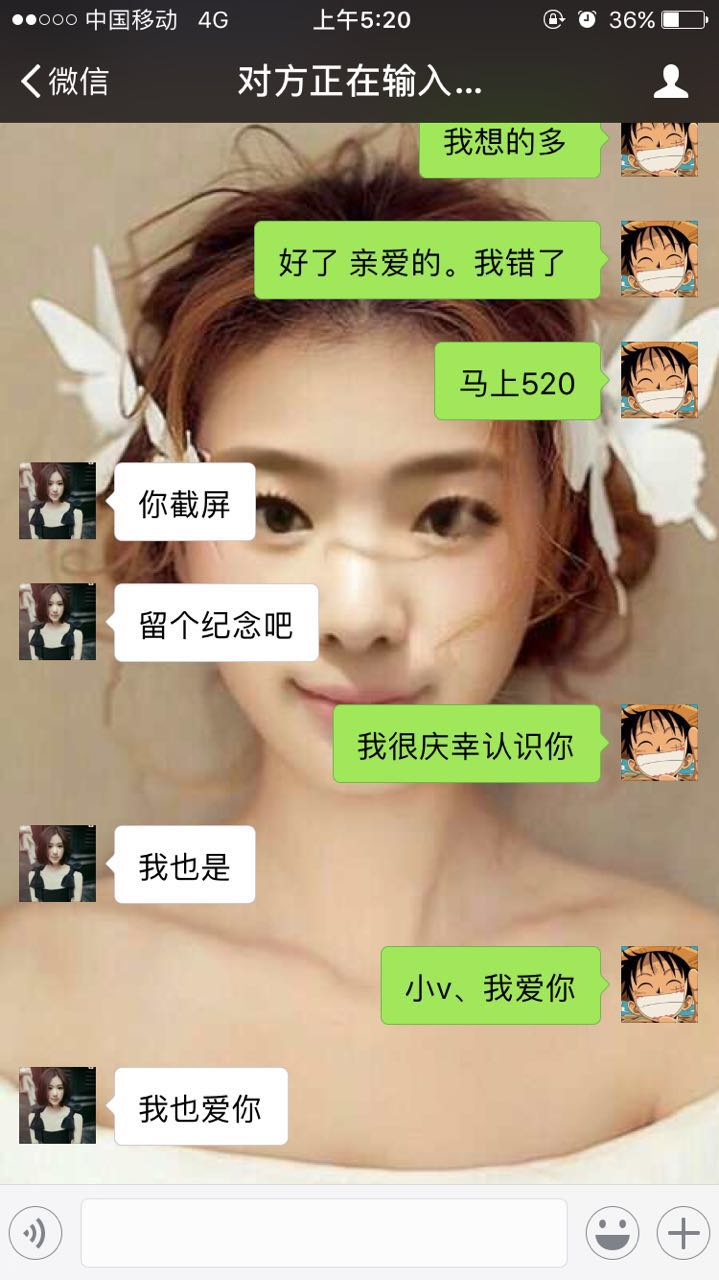 中国移动 4G 上午5:20 36%
微信 对方正在输入...
我想的多
好了 亲爱的。我错了
马上520
你截屏
留个纪念吧
我很庆幸认识你
我也是
小v、我爱你
我也爱你